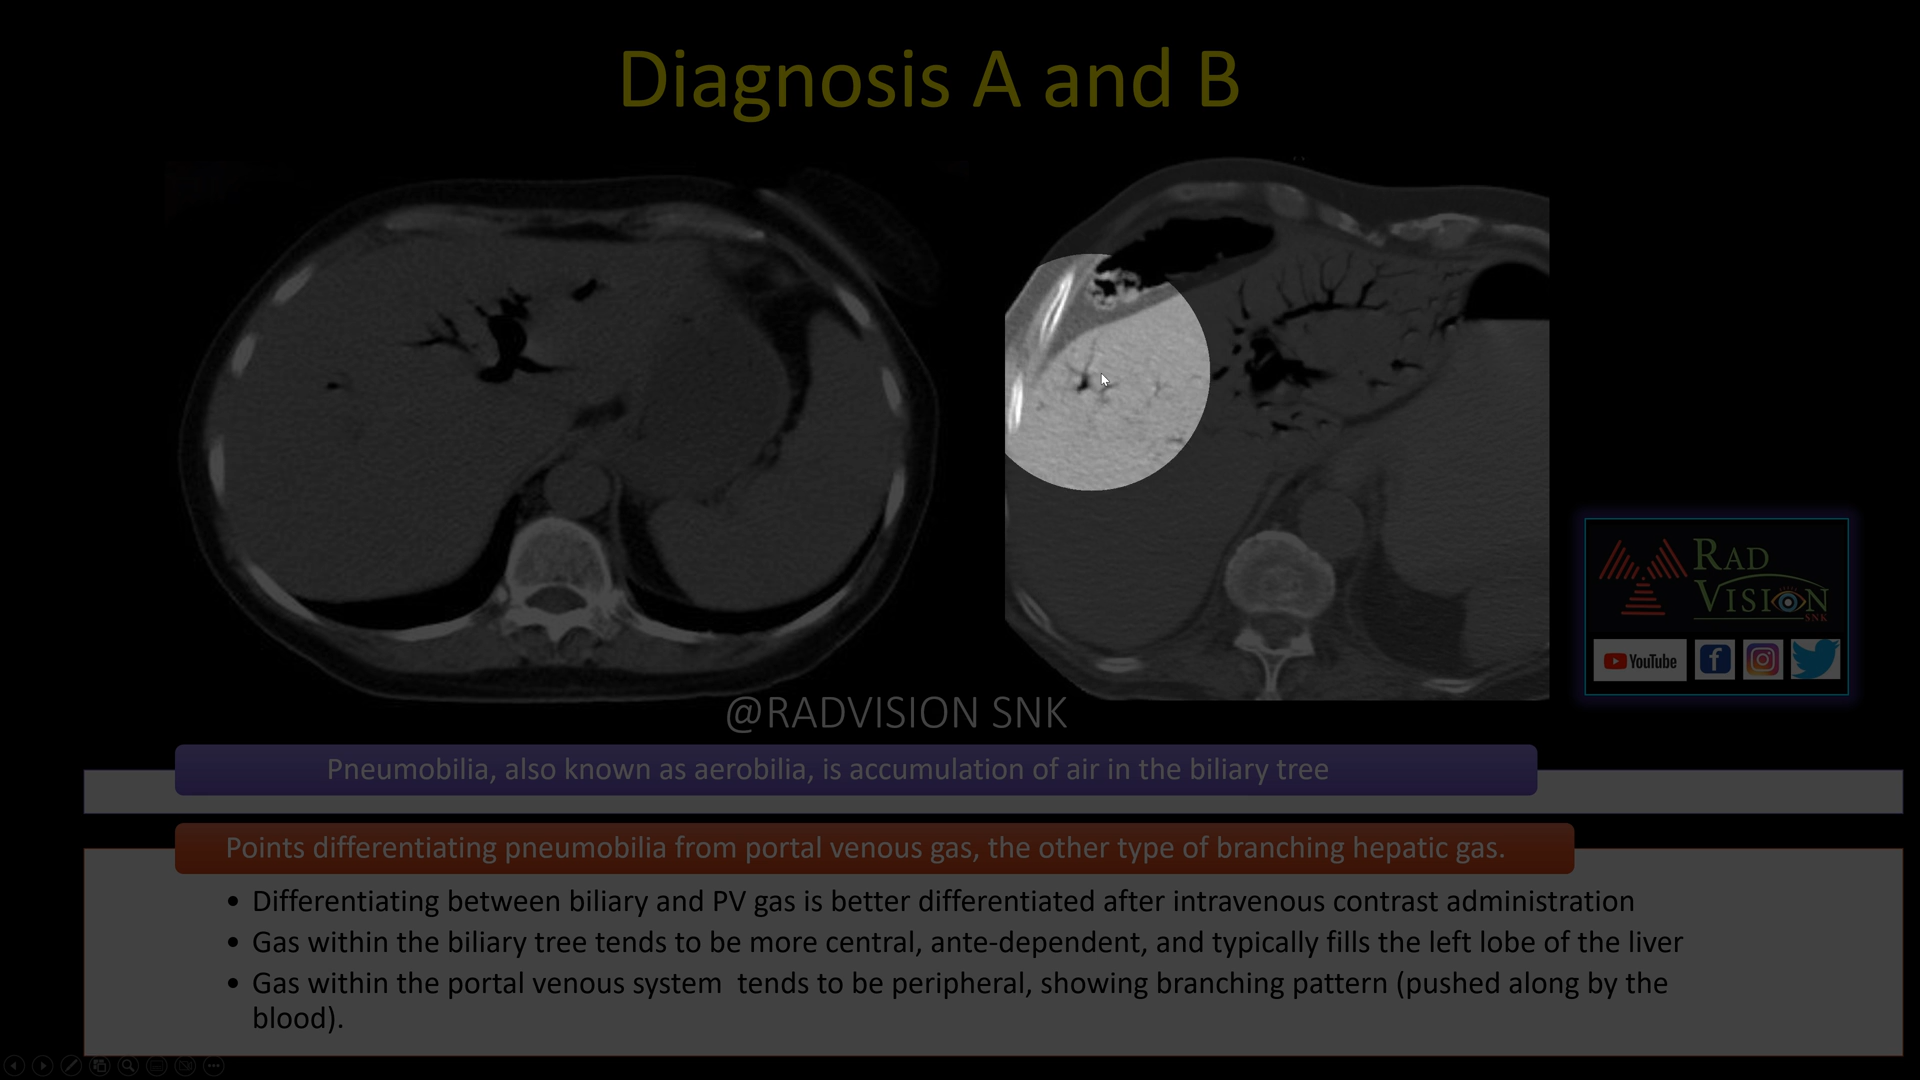 Diagnosis A and B
RAD
VISION
SNK
YouTube
@RADVISION SNK
Pneumobilia, also known as aerobilia, is accumulation of air in the biliary tree
Points differentiating pneumobilia from portal venous gas, the other type of branching hepatic gas.
• Differentiating between biliary and PV gas is better differentiated after intravenous contrast administration
• Gas within the biliary tree tends to be more central, ante-dependent, and typically fills the left lobe of the liver
• Gas within the portal venous system  tends to be peripheral, showing branching pattern (pushed along by the
blood).